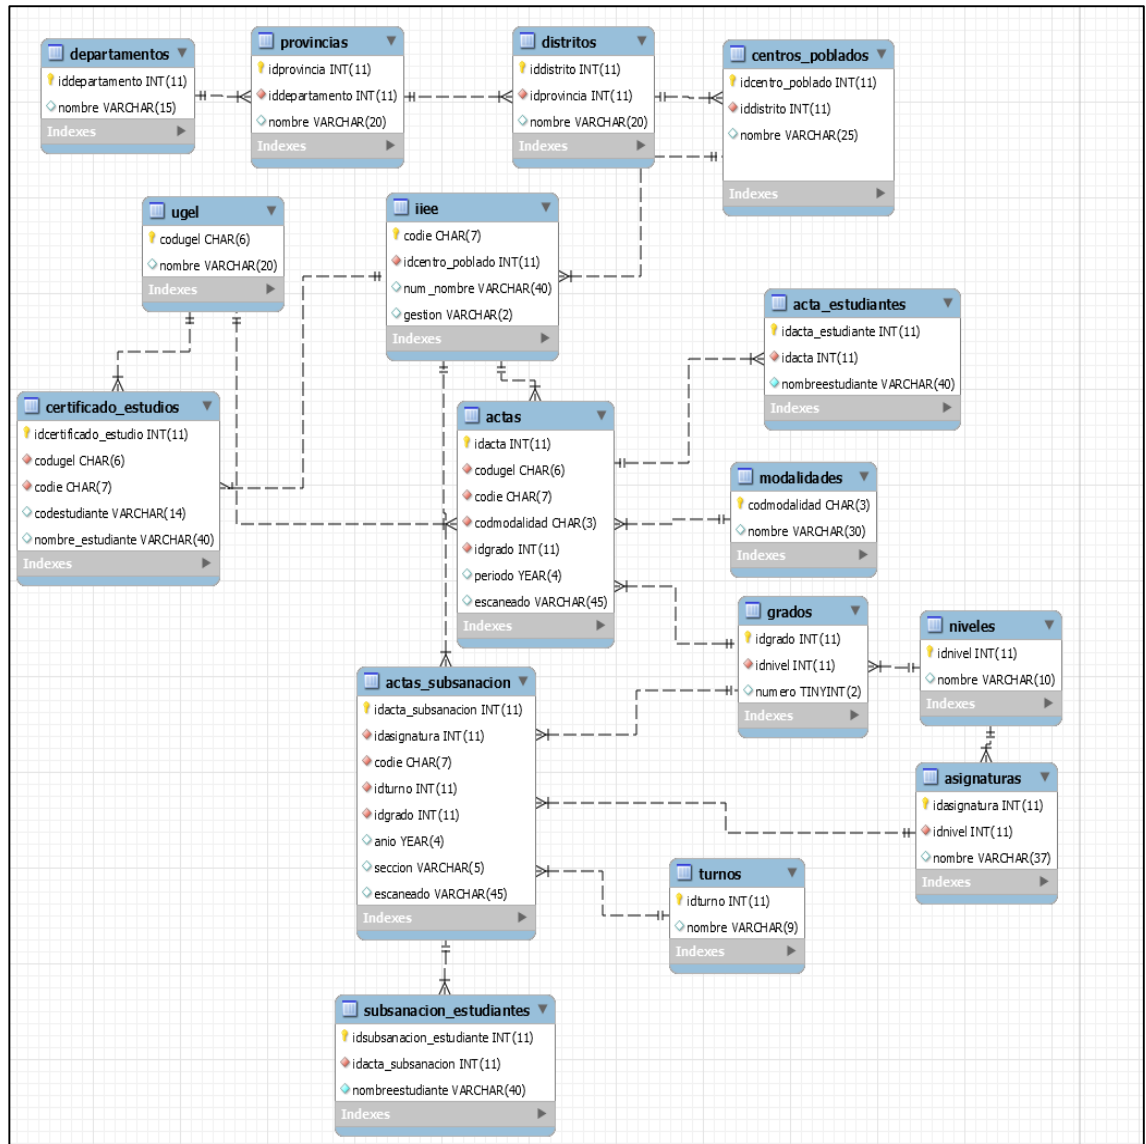 departamentos
iddepartamento INT(11)
nombre VARCHAR(15)
Indexes
provincias
idprovincia INT(11)
iddepartamento INT(11)
nombre VARCHAR(20)
Indexes
distritos
iddistrito INT(11)
idprovincia INT(11)
nombre VARCHAR(20)
Indexes
centros_poblados
idcentro_poblado INT(11)
iddistrito INT(11)
nombre VARCHAR(25)
Indexes
ugel
codugel CHAR(6)
nombre VARCHAR(20)
Indexes
iiee
codie CHAR(7)
idcentro_poblado INT(11)
num_nombre VARCHAR(40)
gestion VARCHAR(2)
Indexes
acta_estudiantes
idacta_estudiante INT(11)
idacta INT(11)
nombreestudiante VARCHAR(40)
Indexes
certificado_estudios
idcertificado_estudio INT(11)
codugel CHAR(6)
codie CHAR(7)
codestudiante VARCHAR(14)
nombre_estudiante VARCHAR(40)
Indexes
actas
idacta INT(11)
codugel CHAR(6)
codie CHAR(7)
codmodalidad CHAR(3)
idgrado INT(11)
periodo YEAR(4)
escaneado VARCHAR(45)
Indexes
modalidades
codmodalidad CHAR(3)
nombre VARCHAR(30)
Indexes
grados
idgrado INT(11)
idnivel INT(11)
numero TINYINT(2)
Indexes
niveles
idnivel INT(11)
nombre VARCHAR(10)
Indexes
actas_subsanacion
idacta_subsanacion INT(11)
idasignatura INT(11)
codie CHAR(7)
idturno INT(11)
idgrado INT(11)
anio YEAR(4)
seccion VARCHAR(5)
escaneado VARCHAR(45)
Indexes
asignaturas
idasignatura INT(11)
idnivel INT(11)
nombre VARCHAR(37)
Indexes
turnos
idturno INT(11)
nombre VARCHAR(9)
Indexes
subsanacion_estudiantes
idsubsanacion_estudiante INT(11)
idacta_subsanacion INT(11)
nombreestudiante VARCHAR(40)
Indexes